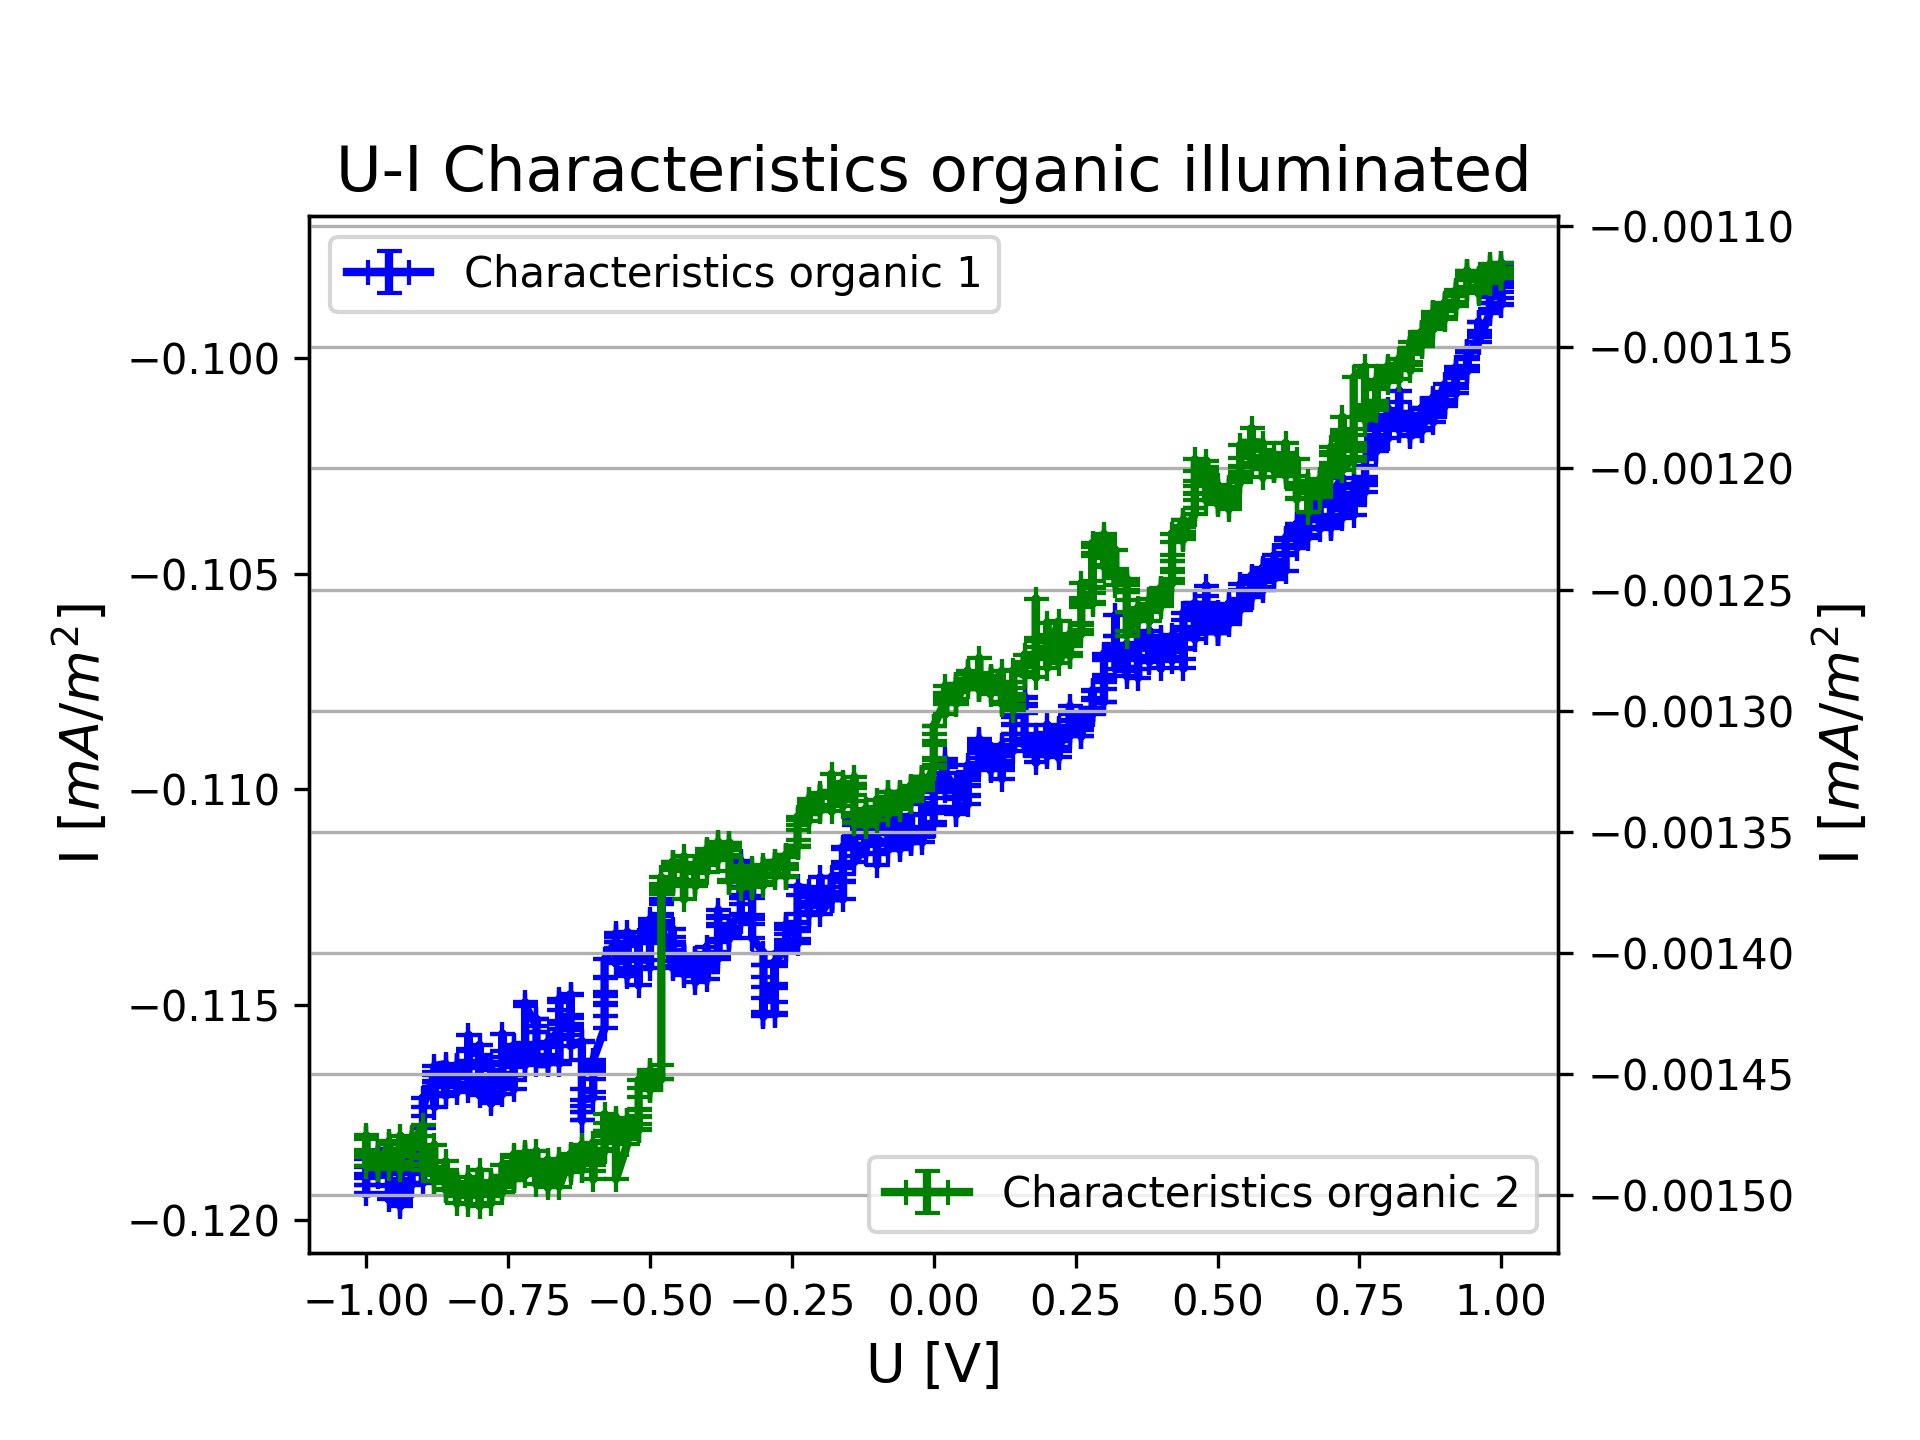 U-I Characteristics organic illuminated
Characteristics organic 1
Characteristics organic 2
I [mA/m²]
−0.100
−0.105
−0.110
−0.115
−0.120
−0.00110
−0.00115
−0.00120
−0.00125
−0.00130
−0.00135
−0.00140
−0.00145
−0.00150
I [mA/m²]
−1.00 −0.75 −0.50 −0.25 0.00 0.25 0.50 0.75 1.00
U [V]